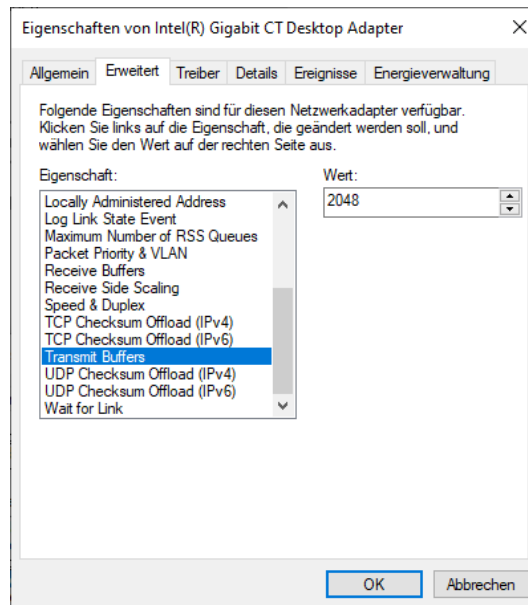 Eigenschaften von Intel(R) Gigabit CT Desktop Adapter
Allgemein Erweitert Treiber Details Ereignisse Energieverwaltung
Folgende Eigenschaften sind für diesen Netzwerkadapter verfügbar.
Klicken Sie links auf die Eigenschaft, die geändert werden soll, und
wählen Sie den Wert auf der rechten Seite aus.
Eigenschaft:
Locally Administered Address
Log Link State Event
Maximum Number of RSS Queues
Packet Priority & VLAN
Receive Buffers
Receive Side Scaling
Speed & Duplex
TCP Checksum Offload (IPv4)
TCP Checksum Offload (IPv6)
Transmit Buffers
UDP Checksum Offload (IPv4)
UDP Checksum Offload (IPv6)
Wait for Link
Wert:
2048
OK Abbrechen